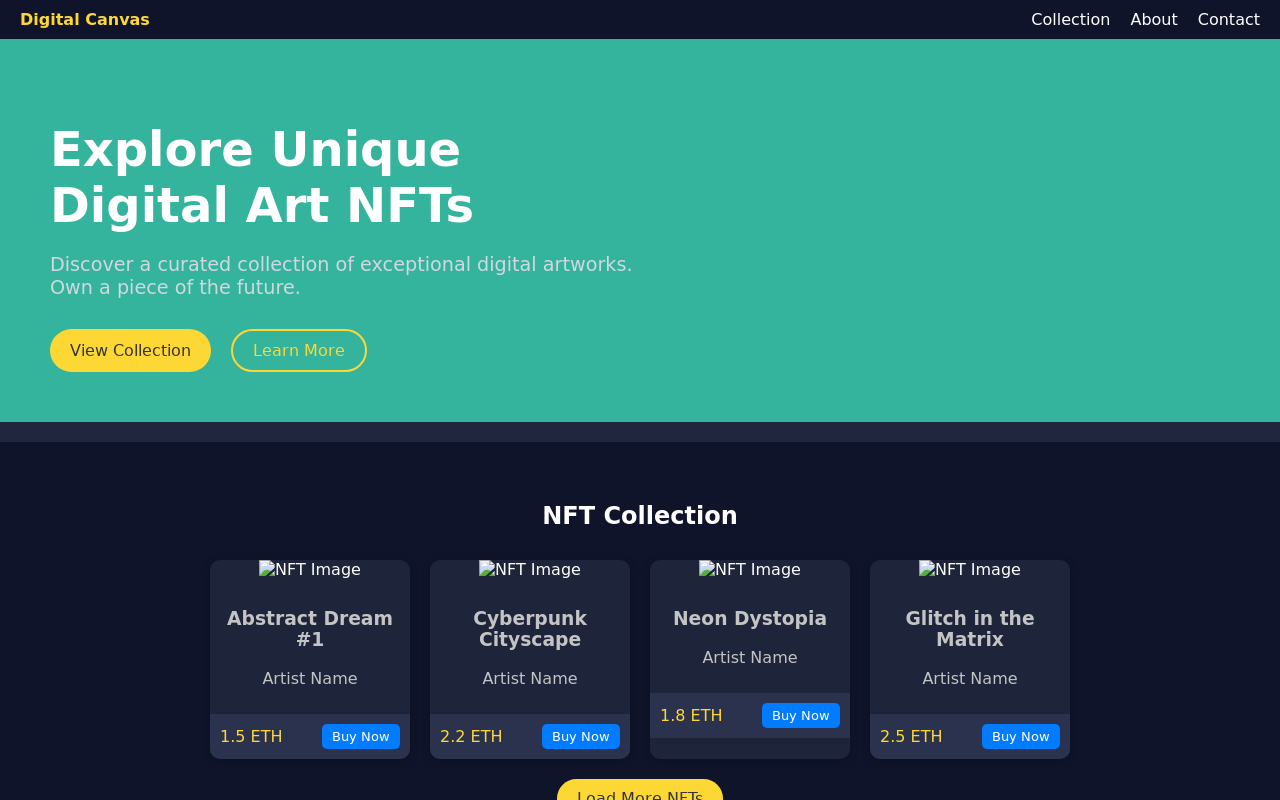 Digital Canvas
Collection About Contact
Explore Unique
Digital Art NFTs
Discover a curated collection of exceptional digital artworks.
Own a piece of the future.
View Collection
Learn More
NFT Collection
NFT Image
Abstract Dream
#1
Artist Name
1.5 ETH
Buy Now
NFT Image
Cyberpunk
Cityscape
Artist Name
2.2 ETH
Buy Now
NFT Image
Neon Dystopia
Artist Name
1.8 ETH
Buy Now
NFT Image
Glitch in the
Matrix
Artist Name
2.5 ETH
Buy Now
Load More NFTs